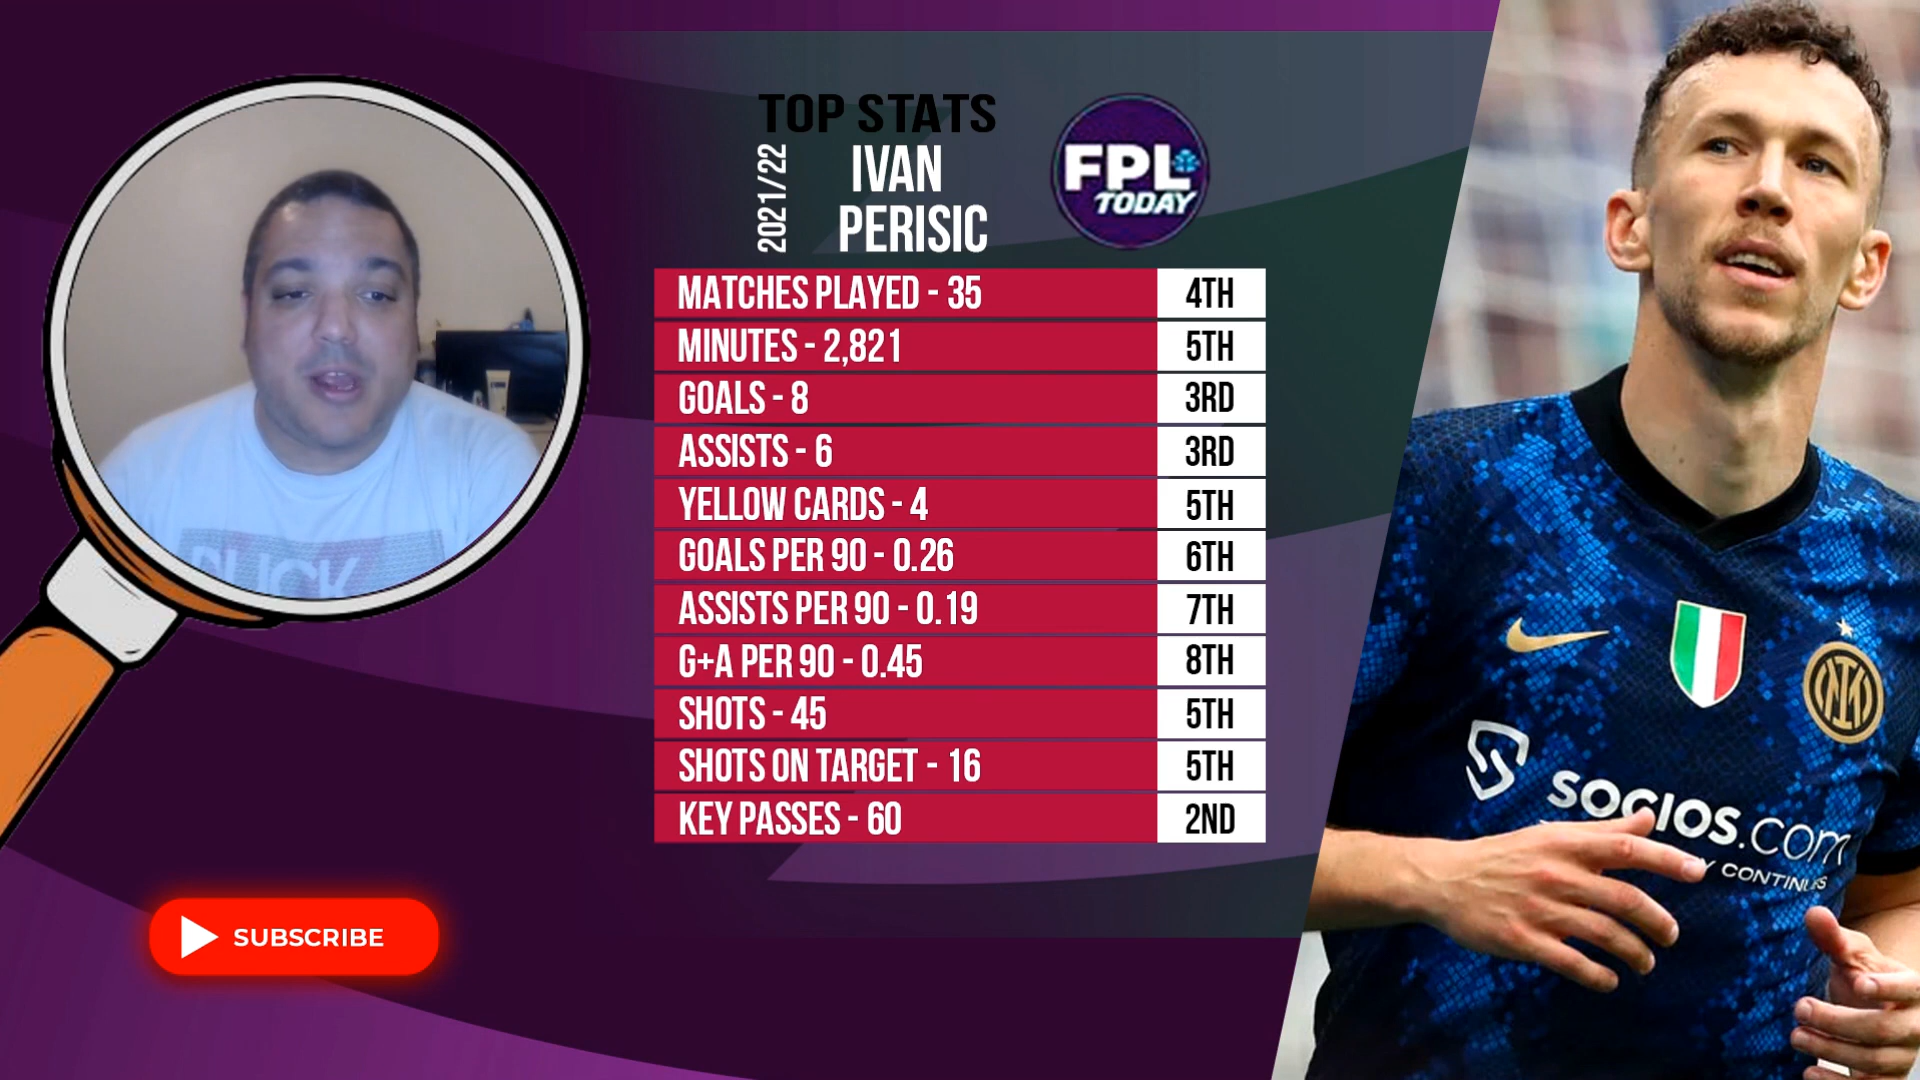 TOP STATS
2021/22
IVAN
PERISIC
FPL
TODAY
MATCHES PLAYED - 35 4TH
MINUTES - 2,821 5TH
GOALS - 8 3RD
ASSISTS - 6 3RD
YELLOW CARDS - 4 5TH
GOALS PER 90 - 0.26 6TH
ASSISTS PER 90 - 0.19 7TH
G+A PER 90 - 0.45 8TH
SHOTS - 45 5TH
SHOTS ON TARGET - 16 5TH
KEY PASSES - 60 2ND
SUBSCRIBE
SOCIOS.com